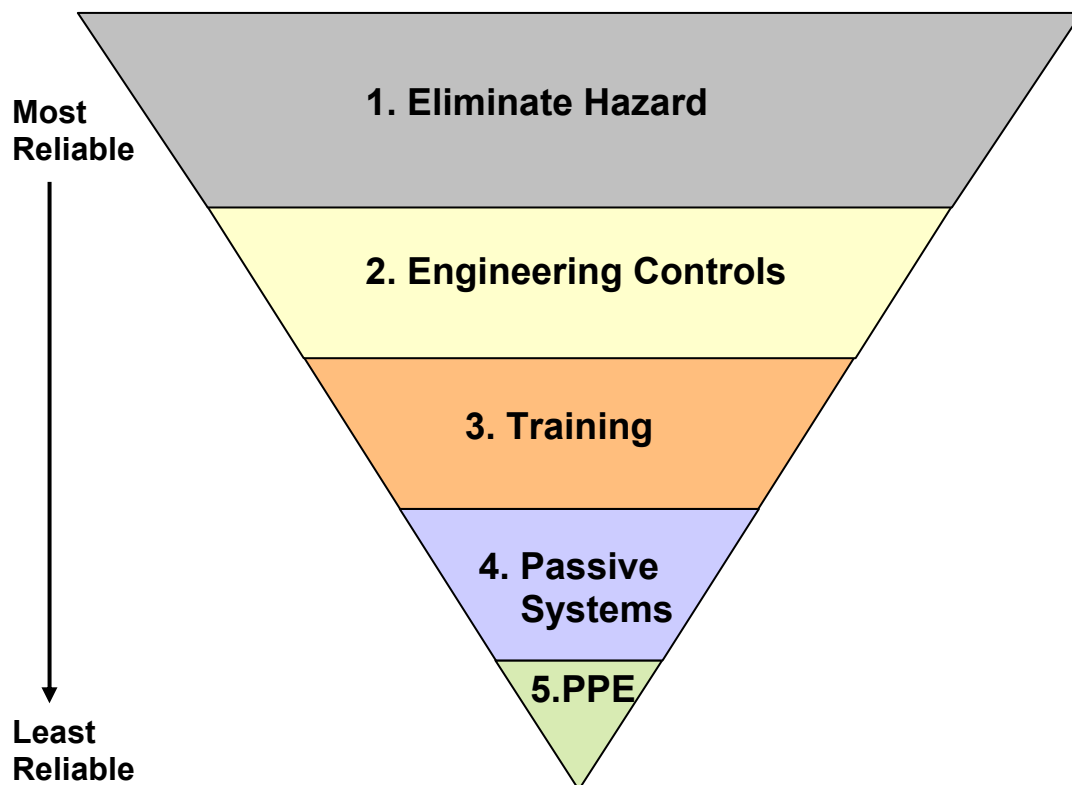 1. Eliminate Hazard
Most
Reliable
2. Engineering Controls
3. Training
4. Passive
Systems
5.PPE
Least
Reliable